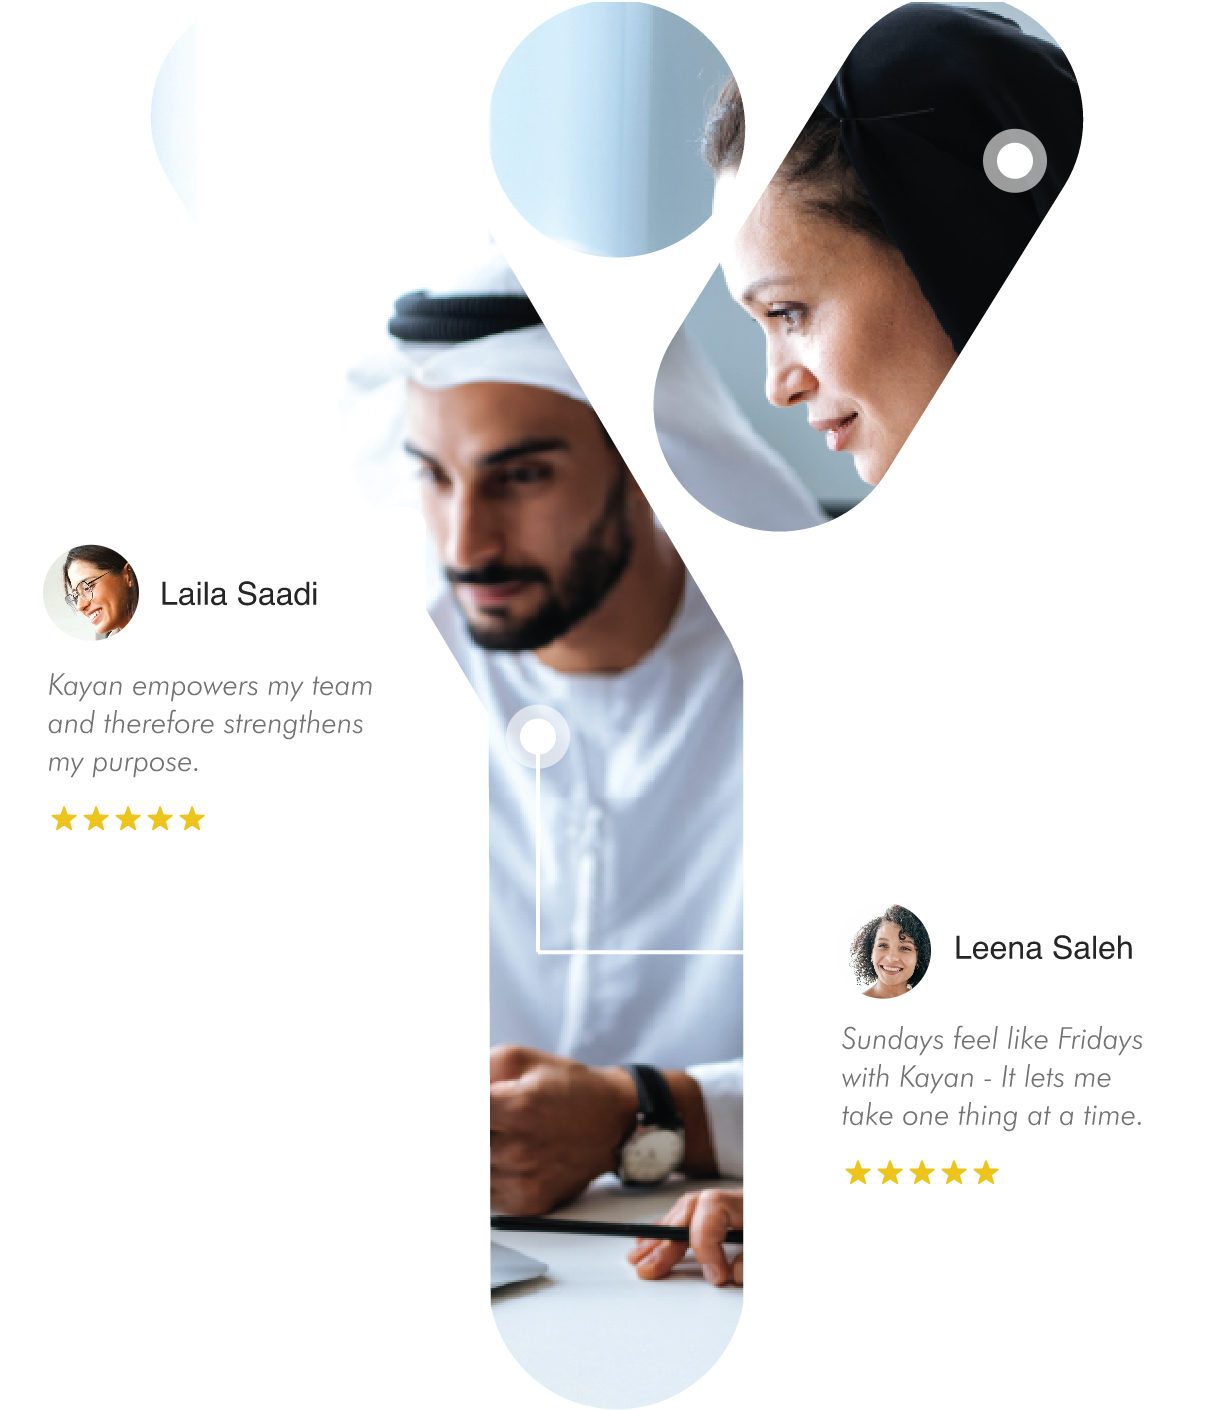 Laila Saadi
Kayan empowers my team
and therefore strengthens
my purpose.
Leena Saleh
Sundays feel like Fridays
with Kayan - It lets me
take one thing at a time.